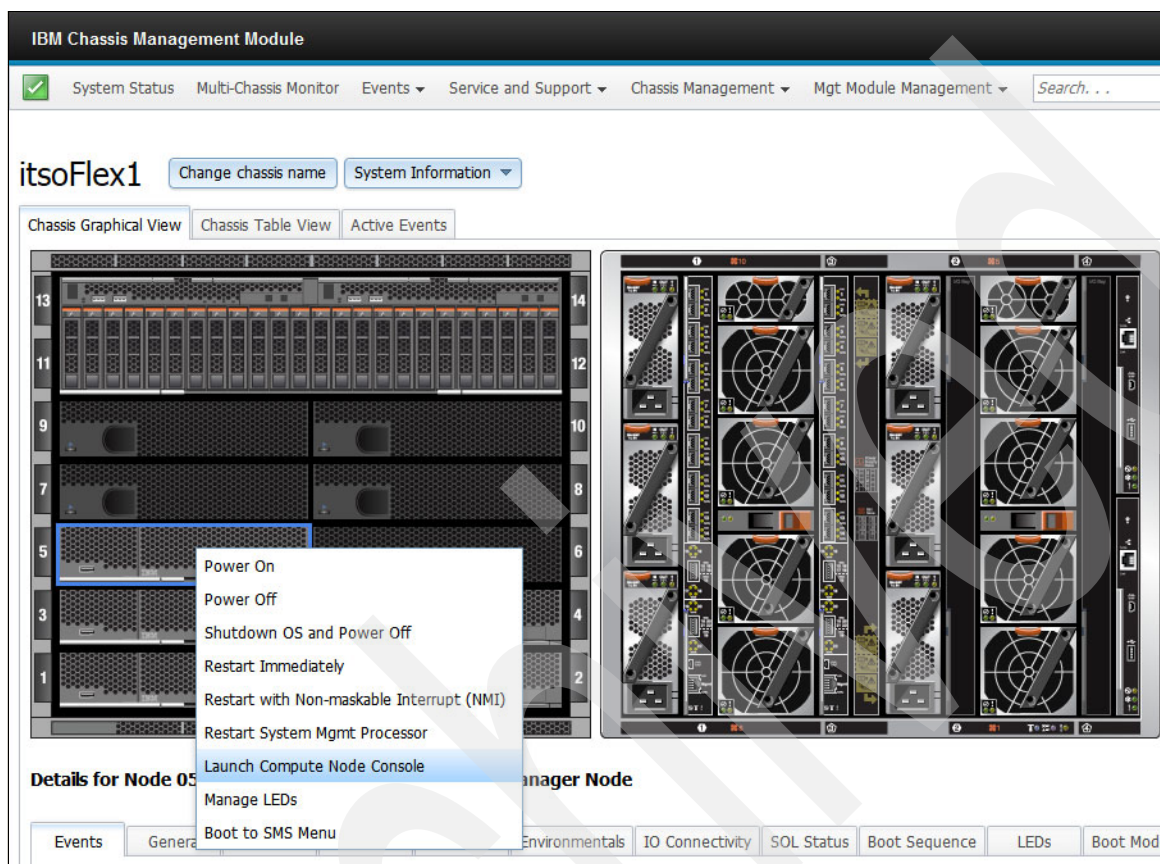 IBM Chassis Management Module
System Status Multi-Chassis Monitor Events Service and Support Chassis Management Mgt Module Management Search. . .
itsoFlex1 Change chassis name System Information
Chassis Graphical View Chassis Table View Active Events
13 14
11 12
9 10
7 8
5 6
3 4
1 2
Power On
Power Off
Shutdown OS and Power Off
Restart Immediately
Restart with Non-maskable Interrupt (NMI)
Restart System Mgmt Processor
Launch Compute Node Console
Manage LEDs
Boot to SMS Menu
Details for Node 05 anager Node
Events Genera Environmentals IO Connectivity SOL Status Boot Sequence LEDs Boot Mod